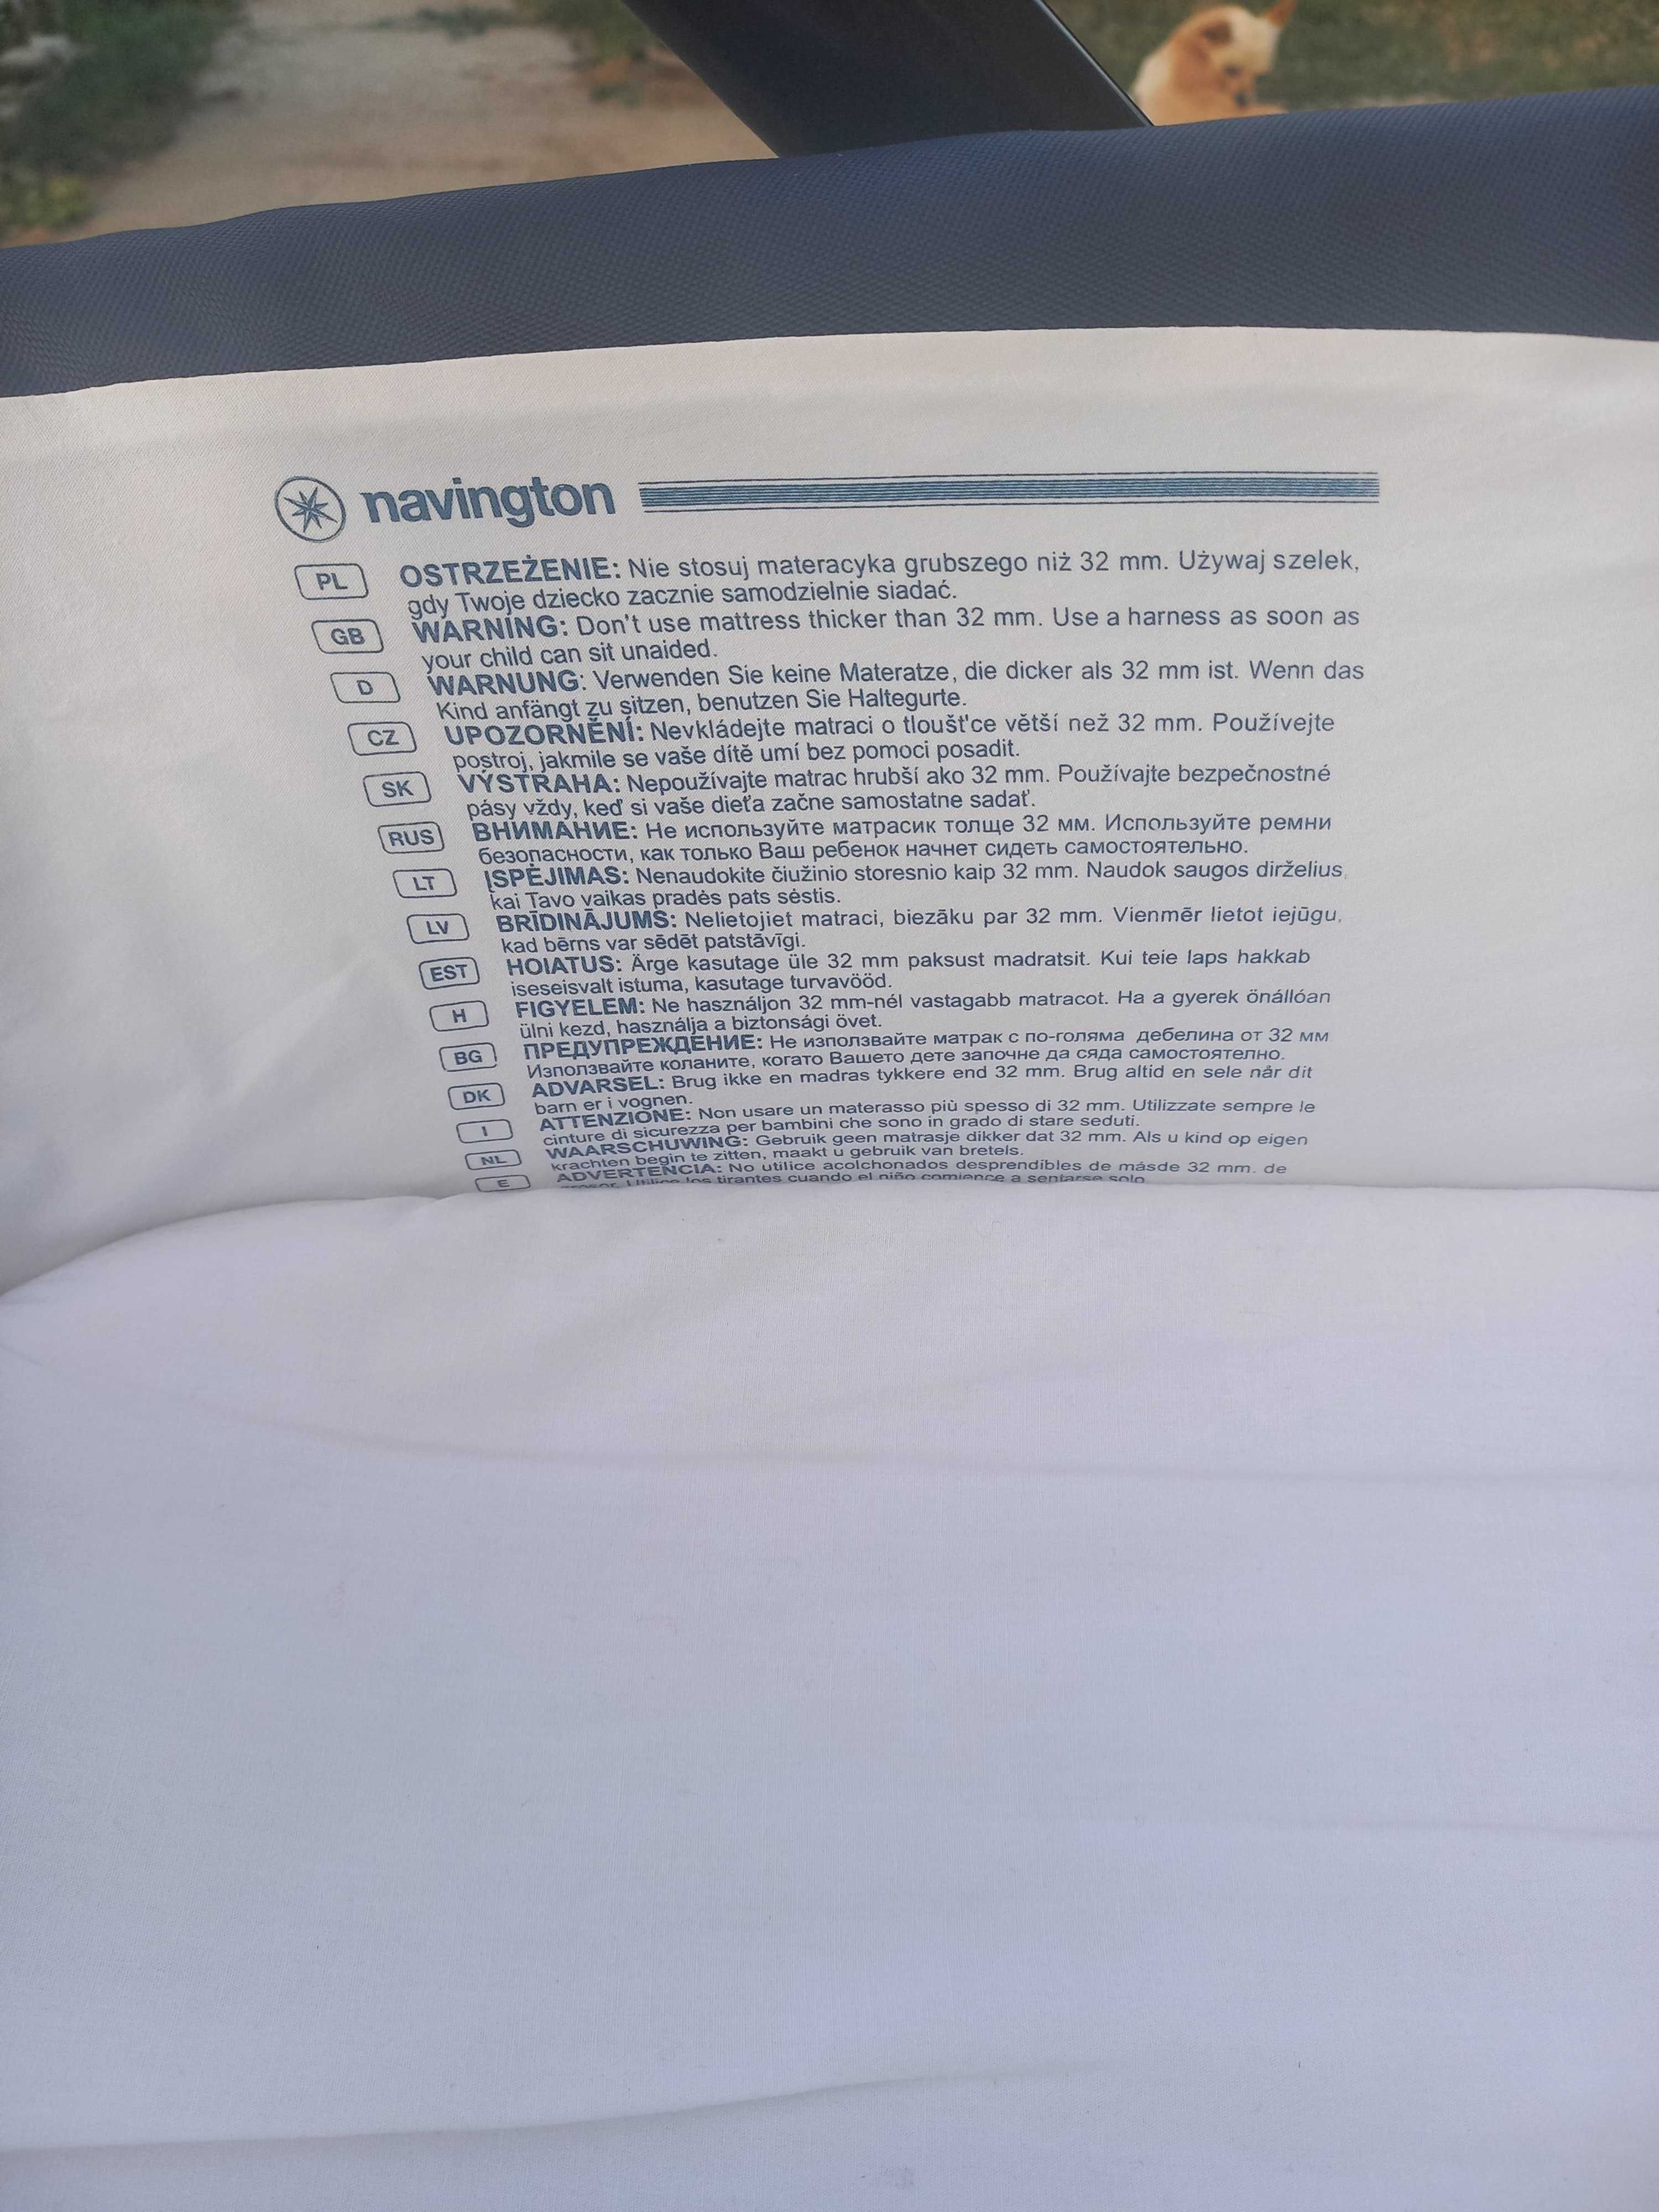 navington
PL OSTRZEŻENIE: Nie stosuj materacyka grubszego niż 32 mm. Używaj szelek,
gdy Twoje dziecko zacznie samodzielnie siadać.
GB WARNING: Don't use mattress thicker than 32 mm. Use a harness as soon as
your child can sit unaided.
D WARNUNG: Verwenden Sie keine Materatze, die dicker als 32 mm ist. Wenn das
Kind anfängt zu sitzen, benutzen Sie Haltegurte.
CZ UPOZORNĚNÍ: Nevkládejte matraci o tloušt'ce větší než 32 mm. Používejte
postroj, jakmile se vaše dítě umí bez pomoci posadit.
SK VÝSTRAHA: Nepoužívajte matrac hrubší ako 32 mm. Používajte bezpečnostné
pásy vždy, keď si vaše dieťa začne samostatne sadať.
RUS ВНИМАНИЕ: Не используйте матрасик толще 32 мм. Используйте ремни
безопасности, как только Ваш ребенок начнет сидеть самостоятельно.
LT ĮSPĖJIMAS: Nenaudokite čiužinio storesnio kaip 32 mm. Naudok saugos dirželius,
kai Tavo vaikas pradės pats sėstis.
LV BRĪDINĀJUMS: Nelietojiet matraci, biezāku par 32 mm. Vienmēr lietot iejūgu,
kad bērns var sēdēt patstāvīgi.
EST HOIATUS: Ärge kasutage üle 32 mm paksust madratsit. Kui teie laps hakkab
iseseisvalt istuma, kasutage turvavööd.
H FIGYELEM: Ne használjon 32 mm-nél vastagabb matracot. Ha a gyerek önállóan
ülni kezd, használja a biztonsági övet.
BG ПРЕДУПРЕЖДЕНИЕ: Не използвайте матрак с по-голяма дебелина от 32 мм
Използвайте коланите, когато Вашето дете започне да сяда самостоятелно.
DK ADVARSEL: Brug ikke en madras tykkere end 32 mm. Brug altid en sele når dit
barn er i vognen.
I ATTENZIONE: Non usare un materasso più spesso di 32 mm. Utilizzate sempre le
cinture di sicurezza per bambini che sono in grado di stare seduti.
NL WAARSCHUWING: Gebruik geen matrasje dikker dat 32 mm. Als u kind op eigen
krachten begin te zitten, maakt u gebruik van bretels.
E ADVERTENCIA: No utilice acolchonados desprendibles de másde 32 mm. de
los tirantes cuando el niño comience a sentarse solo